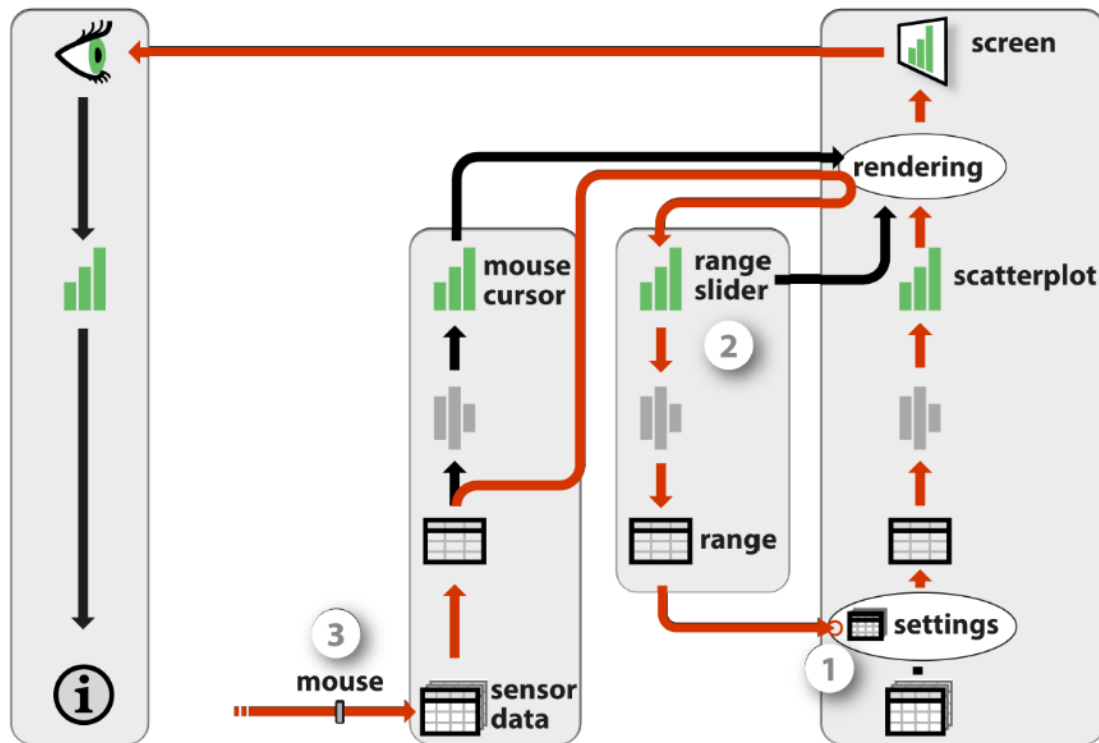 screen
rendering
mouse
cursor
range
slider
scatterplot
2
range
settings
3
1
mouse
sensor
data
i